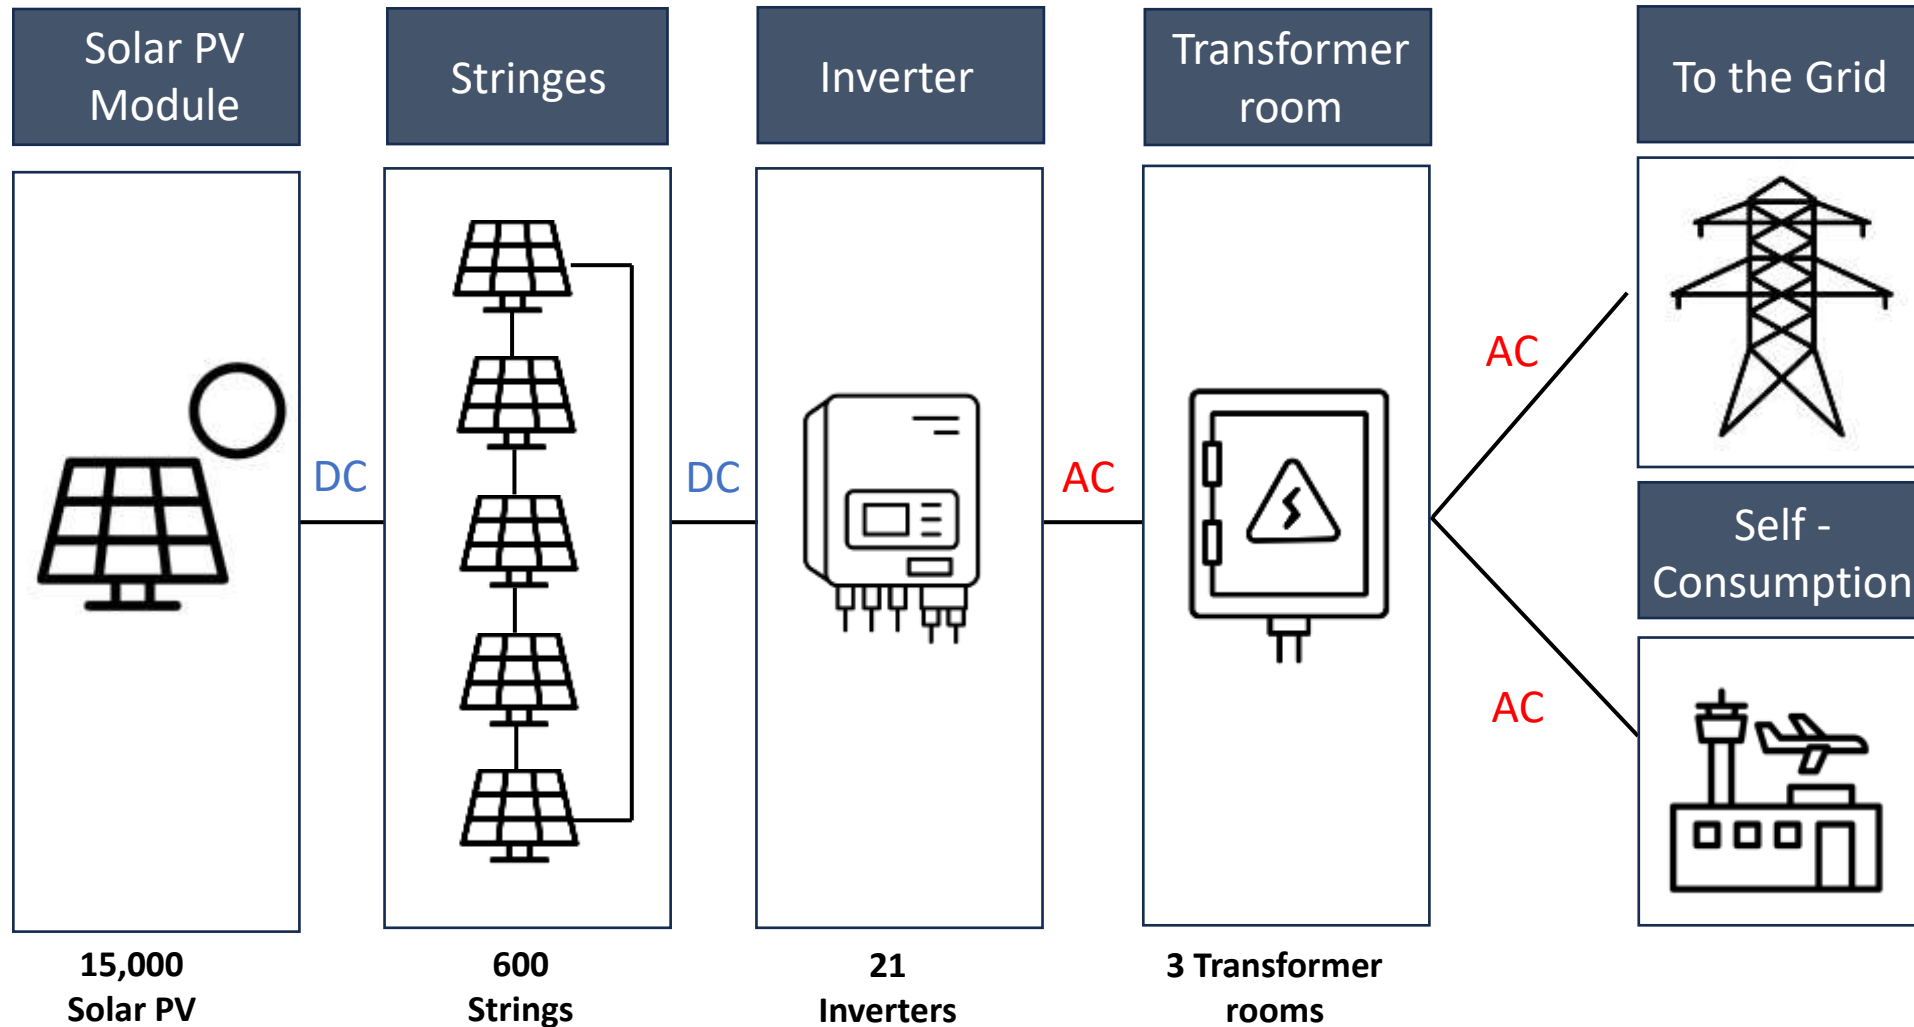 Solar PV
Module
Stringes
Inverter
Transformer
room
To the Grid
DC
DC
AC
AC
AC
Self -
Consumption
15,000
Solar PV
600
Strings
21
Inverters
3 Transformer
rooms